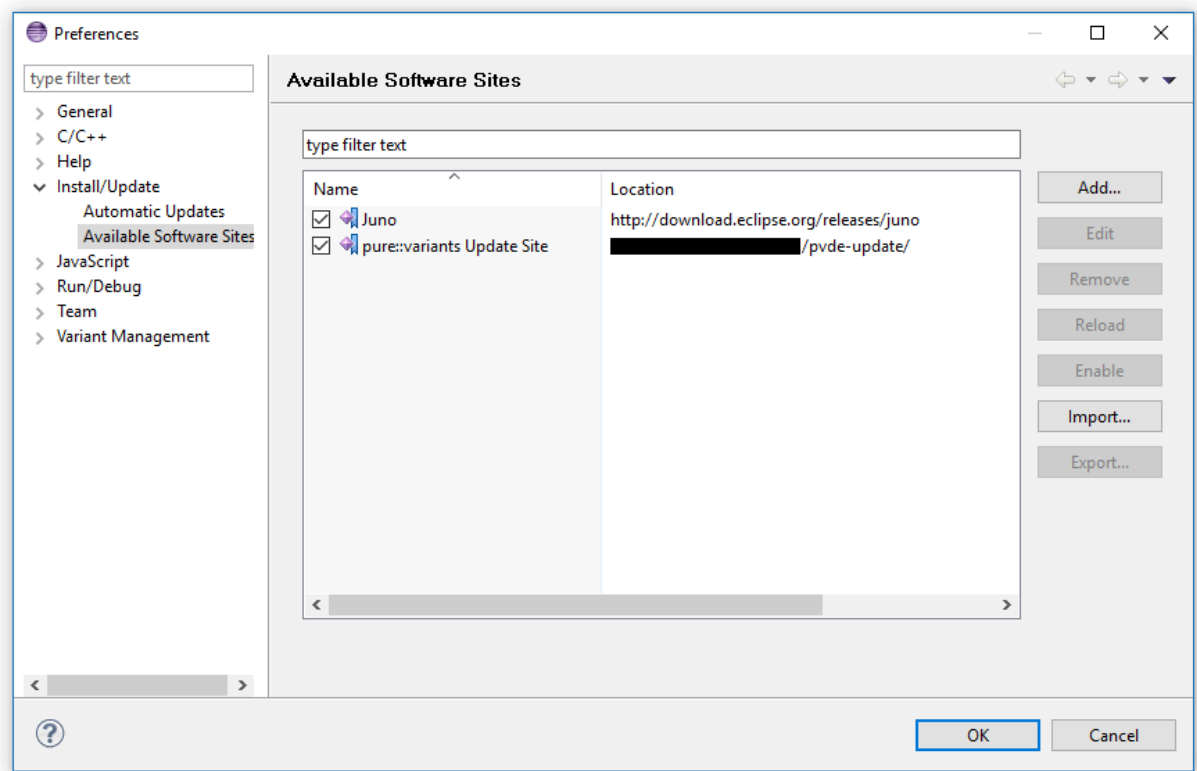 Preferences
type filter text
General
C/C++
Help
Install/Update
Automatic Updates
Available Software Sites
JavaScript
Run/Debug
Team
Variant Management
Available Software Sites
type filter text
Name Location
Juno http://download.eclipse.org/releases/juno
pure::variants Update Site /pvde-update/
Add...
Edit
Remove
Reload
Enable
Import...
Export...
?
OK Cancel